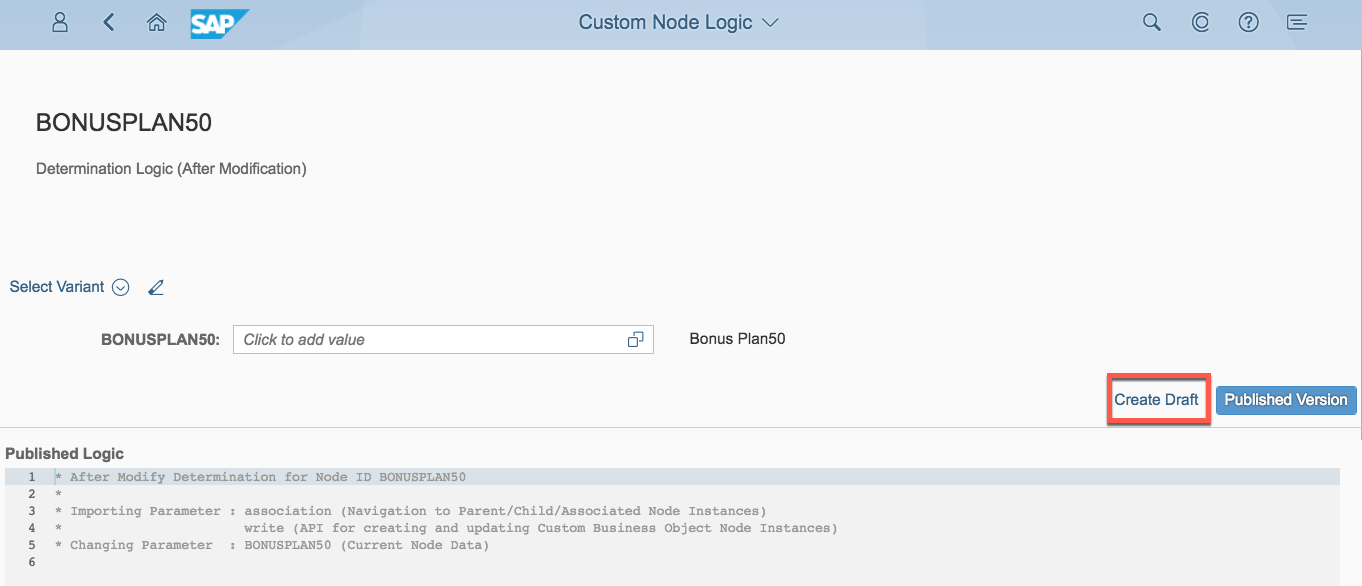 SAP
Custom Node Logic
BONUSPLAN50
Determination Logic (After Modification)
Select Variant
BONUSPLAN50: Click to add value Bonus Plan50
Create Draft Published Version
Published Logic
1 * After Modify Determination for Node ID BONUSPLAN50
2 *
3 * Importing Parameter : association (Navigation to Parent/Child/Associated Node Instances)
4 * write (API for creating and updating Custom Business Object Node Instances)
5 * Changing Parameter : BONUSPLAN50 (Current Node Data)
6